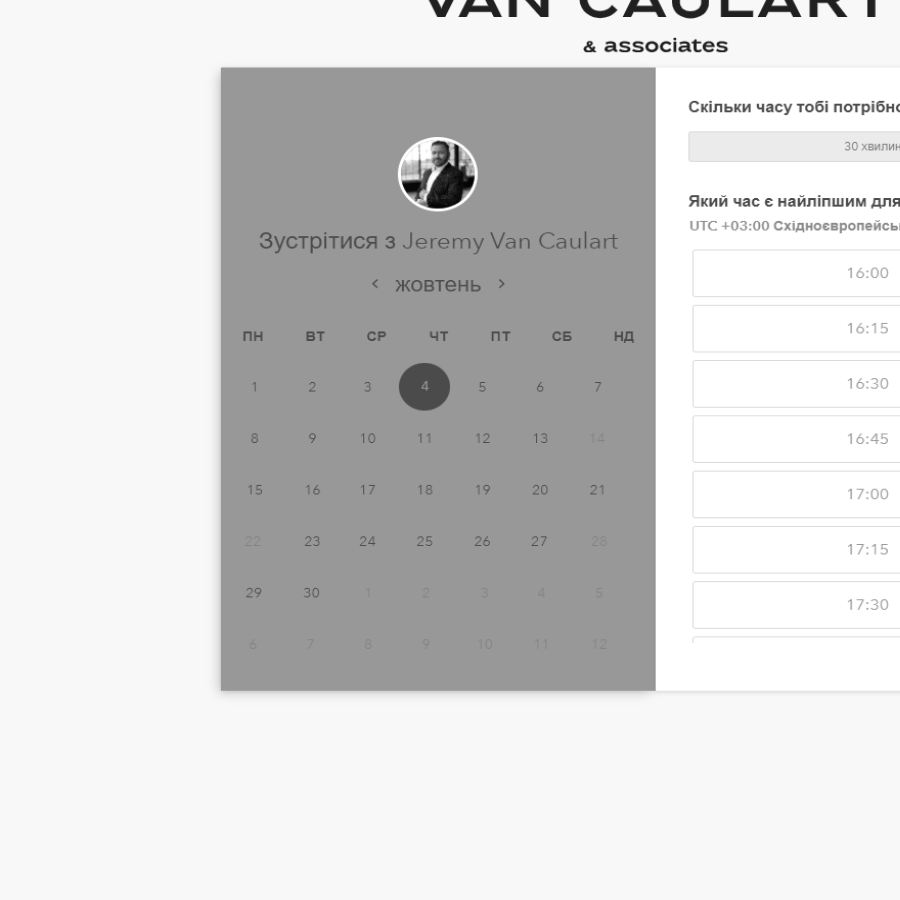 VAN CAULART
& associates
Зустрітися з Jeremy Van Caulart
жовтень
ПН ВТ СР ЧТ ПТ СБ НД
1 2 3 4 5 6 7
8 9 10 11 12 13 14
15 16 17 18 19 20 21
22 23 24 25 26 27 28
29 30 1 2 3 4 5
6 7 8 9 10 11 12
Скільки часу тобі потрібно
30 хвилин
Який час є найліпшим для
UTC +03:00 Східноєвропейсь
16:00
16:15
16:30
16:45
17:00
17:15
17:30